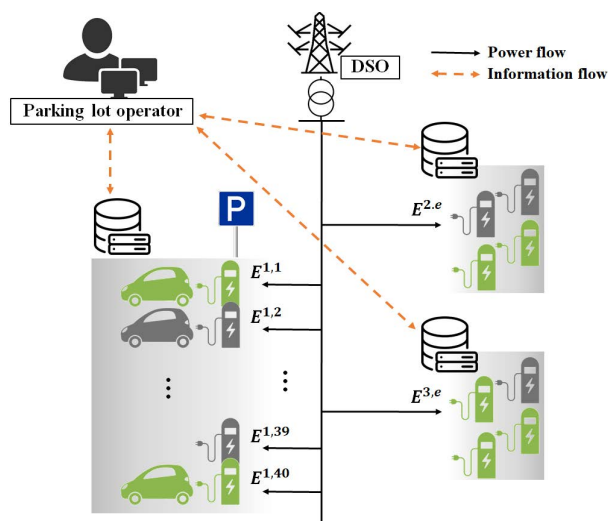 DSO
Power flow
Information flow
Parking lot operator
P
E^{2.e}
E^{1,1}
E^{1,2}
E^{3,e}
E^{1,39}
E^{1,40}